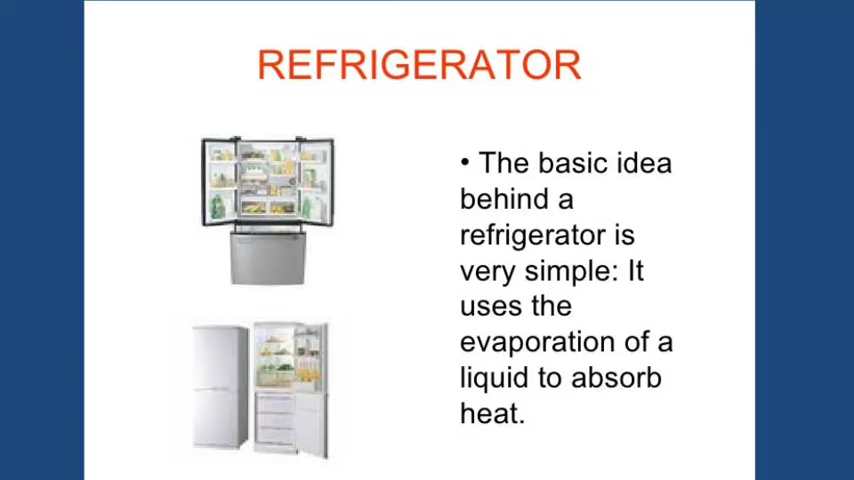 REFRIGERATOR
• The basic idea
behind a
refrigerator is
very simple: It
uses the
evaporation of a
liquid to absorb
heat.